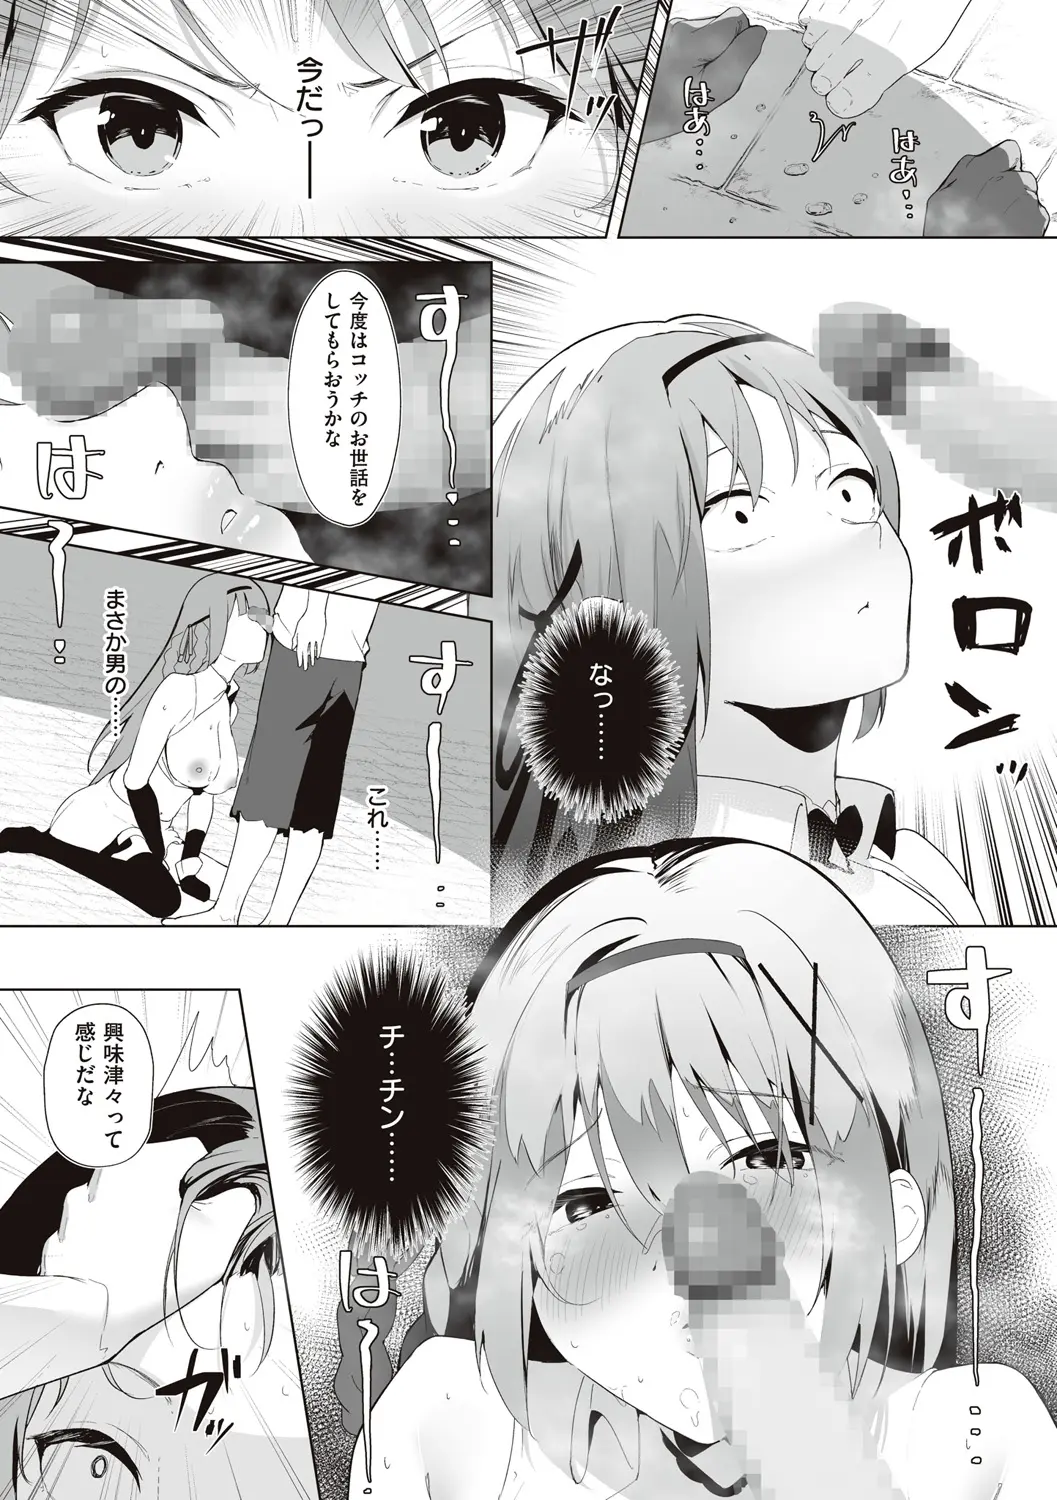 はぁ…
はぁ…
今だっ――
ザッ
ボロンッ
なっ……
今度はコッチのお世話を
してもらおうかな
す～…
は～…
まさか男の……
これ……
す～…
す～…
チ…チン……
は～…
興味津々って
感じだな
ガッ